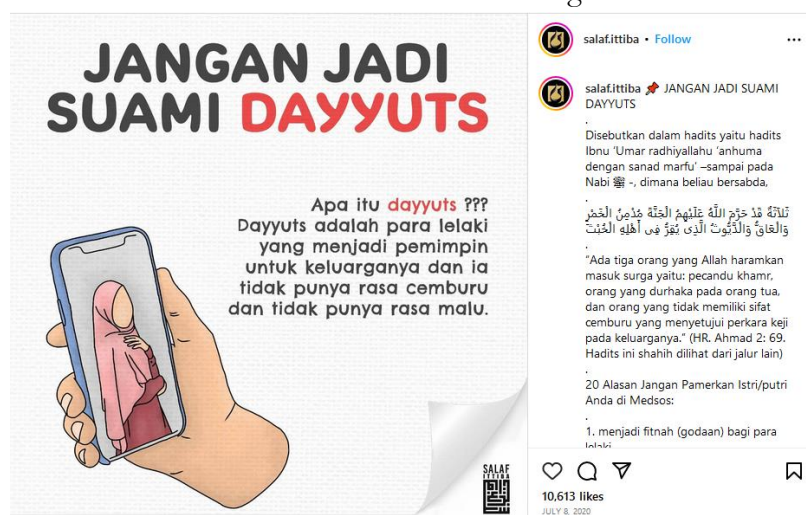 JANGAN JADI
SUAMI DAYYUTS
Apa itu dayyuts ???
Dayyuts adalah para lelaki
yang menjadi pemimpin
untuk keluarganya dan ia
tidak punya rasa cemburu
dan tidak punya rasa malu.
SALAF
ITTIBA
salaf.ittiba • Follow
salaf.ittiba 📌 JANGAN JADI SUAMI
DAYYUTS
.
Disebutkan dalam hadits yaitu hadits
Ibnu ‘Umar radhiyallahu ‘anhuma
dengan sanad marfu’ –sampai pada
Nabi ﷺ -, dimana beliau bersabda,
.
ثَلاَثَةٌ قَدْ حَرَّمَ اللَّهُ عَلَيْهِمُ الْجَنَّةَ مُدْمِنُ الْخَمْرِ
وَالْعَاقُّ وَالْدَّيُّوثُ الَّذِى يُقِرُّ فِى أَهْلِهِ الْخُبْثَ
.
“Ada tiga orang yang Allah haramkan
masuk surga yaitu: pecandu khamr,
orang yang durhaka pada orang tua,
dan orang yang tidak memiliki sifat
cemburu yang menyetujui perkara keji
pada keluarganya.” (HR. Ahmad 2: 69.
Hadits ini shahih dilihat dari jalur lain)
.
20 Alasan Jangan Pamerkan Istri/putri
Anda di Medsos:
.
1. menjadi fitnah (godaan) bagi para
lelaki
10,613 likes
JULY 8, 2020